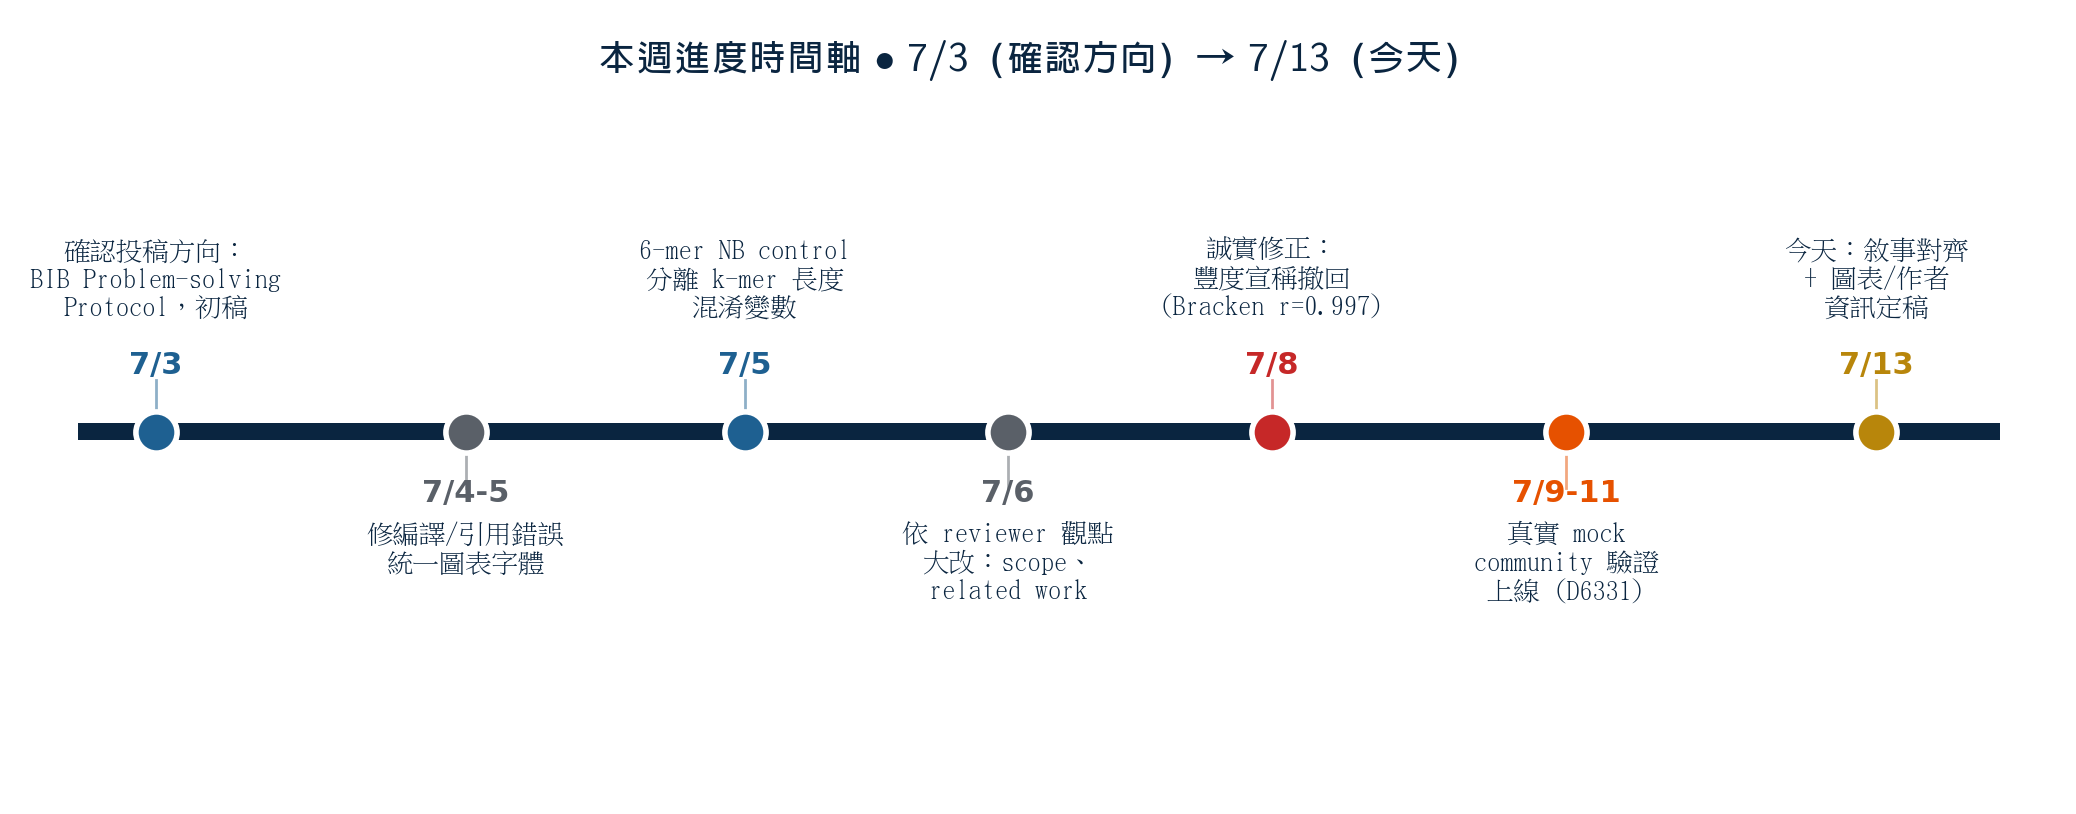 本週進度時間軸 ● 7/3 (確認方向) → 7/13 (今天)
確認投稿方向：
BIB Problem-solving
Protocol，初稿
7/3
7/4-5
修編譯/引用錯誤
統一圖表字體
6-mer NB control
分離 k-mer 長度
混淆變數
7/5
7/6
依 reviewer 觀點
大改：scope、
related work
誠實修正：
豐度宣稱撤回
(Bracken r=0.997)
7/8
7/9-11
真實 mock
community 驗證
上線 (D6331)
今天：敘事對齊
+ 圖表/作者
資訊定稿
7/13